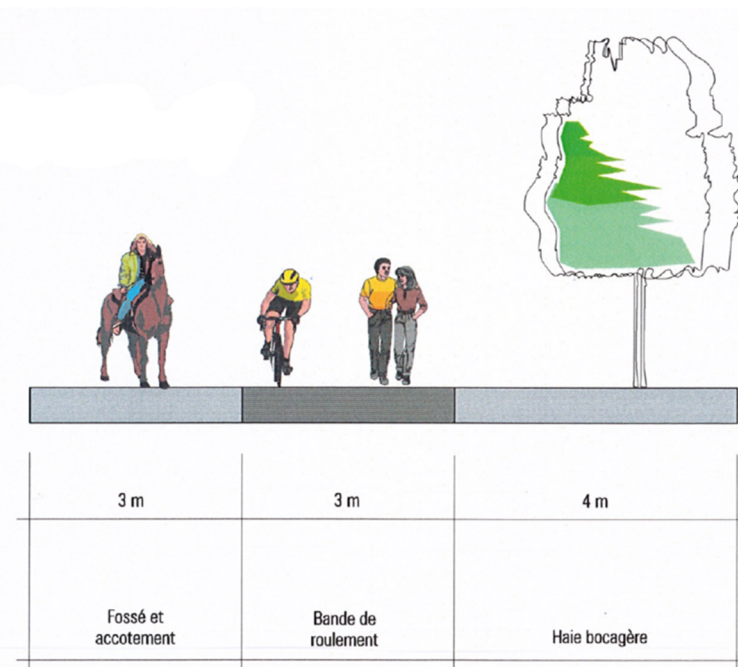 3 m
3 m
4 m
Fossé et
accotement
Bande de
roulement
Haie bocagère